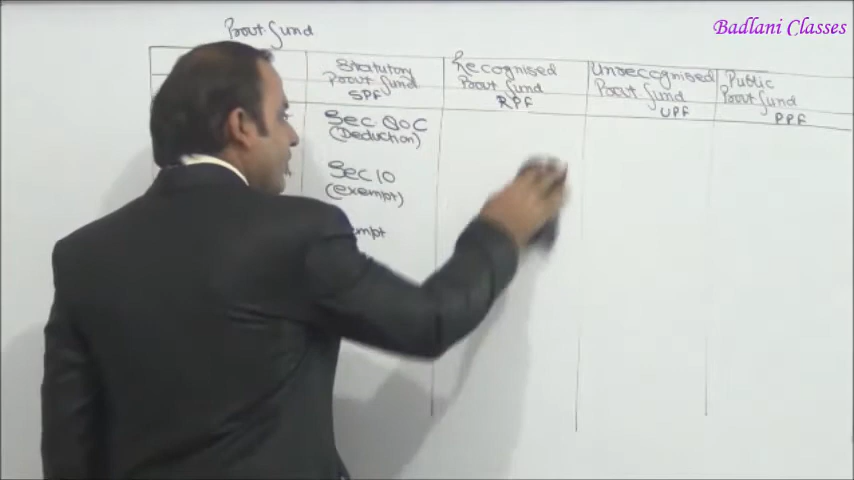 Badlani Classes
Provt fund
Statutory
Provt fund
SPF
Recognised
Provt fund
RPF
Unrecognised
Provt fund
UPF
Public
Provt fund
PPF
Sec 80C
(Deduction)
Sec 10
(exempt)
empt